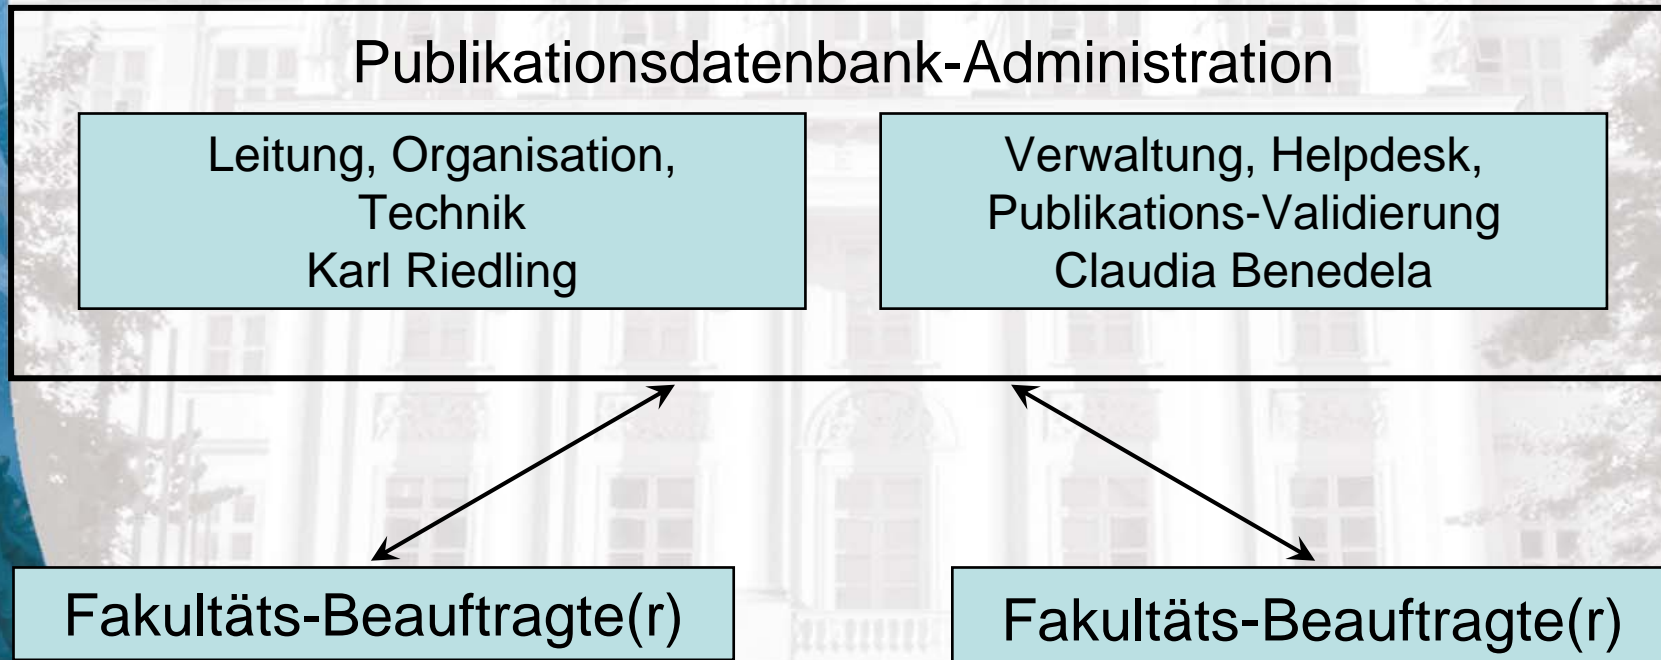 Publikationsdatenbank-Administration
Leitung, Organisation,
Technik
Karl Riedling
Verwaltung, Helpdesk,
Publikations-Validierung
Claudia Benedela
Fakultäts-Beauftragte(r)
Fakultäts-Beauftragte(r)